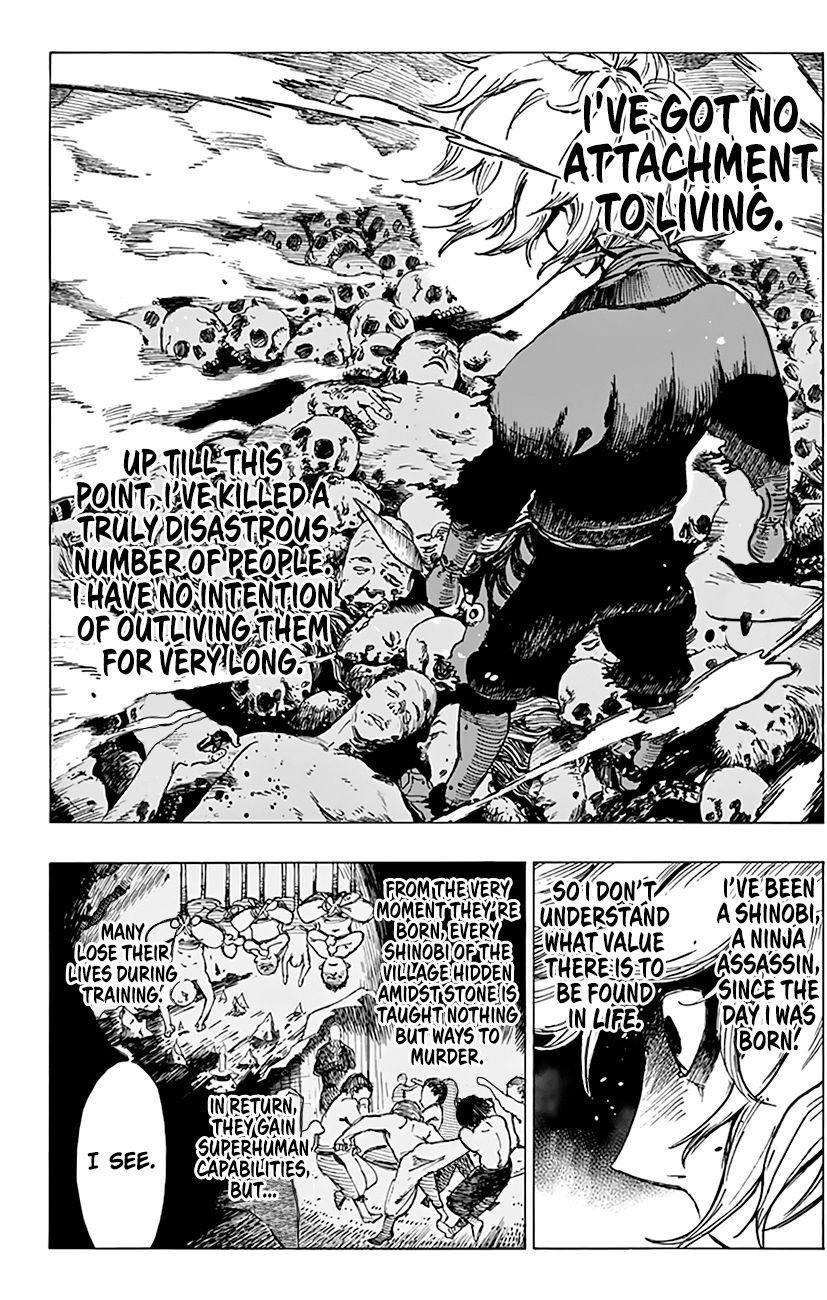 I'VE GOT NO
ATTACHMENT
TO LIVING.
UP TILL THIS
POINT, I'VE KILLED A
TRULY DISASTROUS
NUMBER OF PEOPLE.
I HAVE NO INTENTION
OF OUTLIVING THEM
FOR VERY LONG.
I'VE BEEN
A SHINOBI,
A NINJA
ASSASSIN,
SINCE THE
DAY I WAS
BORN.
SO I DON'T
UNDERSTAND
WHAT VALUE
THERE IS TO
BE FOUND
IN LIFE.
FROM THE VERY
MOMENT THEY'RE
BORN, EVERY
SHINOBI OF THE
VILLAGE HIDDEN
AMIDST STONE IS
TAUGHT NOTHING
BUT WAYS TO
MURDER.
MANY
LOSE THEIR
LIVES DURING
TRAINING.
IN RETURN,
THEY GAIN
SUPERHUMAN
CAPABILITIES,
BUT...
I SEE.